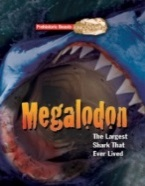 Prehistoric Beasts
Megalodon
The Largest
Shark That
Ever Lived